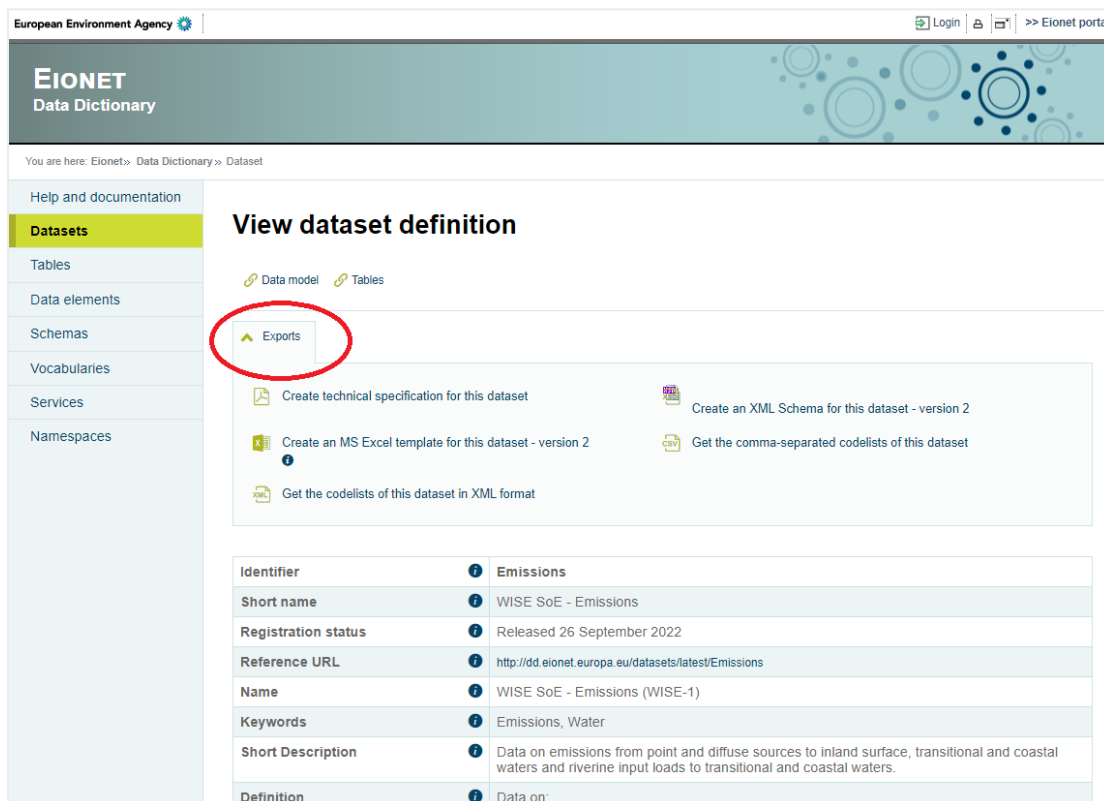 European Environment Agency
Login
>> Eionet porta
EIONET
Data Dictionary
You are here: Eionet» Data Dictionary» Dataset
Help and documentation
Datasets
Tables
Data elements
Schemas
Vocabularies
Services
Namespaces
View dataset definition
Data model Tables
Exports
Create technical specification for this dataset
Create an XML Schema for this dataset - version 2
Create an MS Excel template for this dataset - version 2
Get the comma-separated codelists of this dataset
Get the codelists of this dataset in XML format
Identifier Emissions
Short name WISE SoE - Emissions
Registration status Released 26 September 2022
Reference URL http://dd.eionet.europa.eu/datasets/latest/Emissions
Name WISE SoE - Emissions (WISE-1)
Keywords Emissions, Water
Short Description Data on emissions from point and diffuse sources to inland surface, transitional and coastal
waters and riverine input loads to transitional and coastal waters.
Definition Data on: